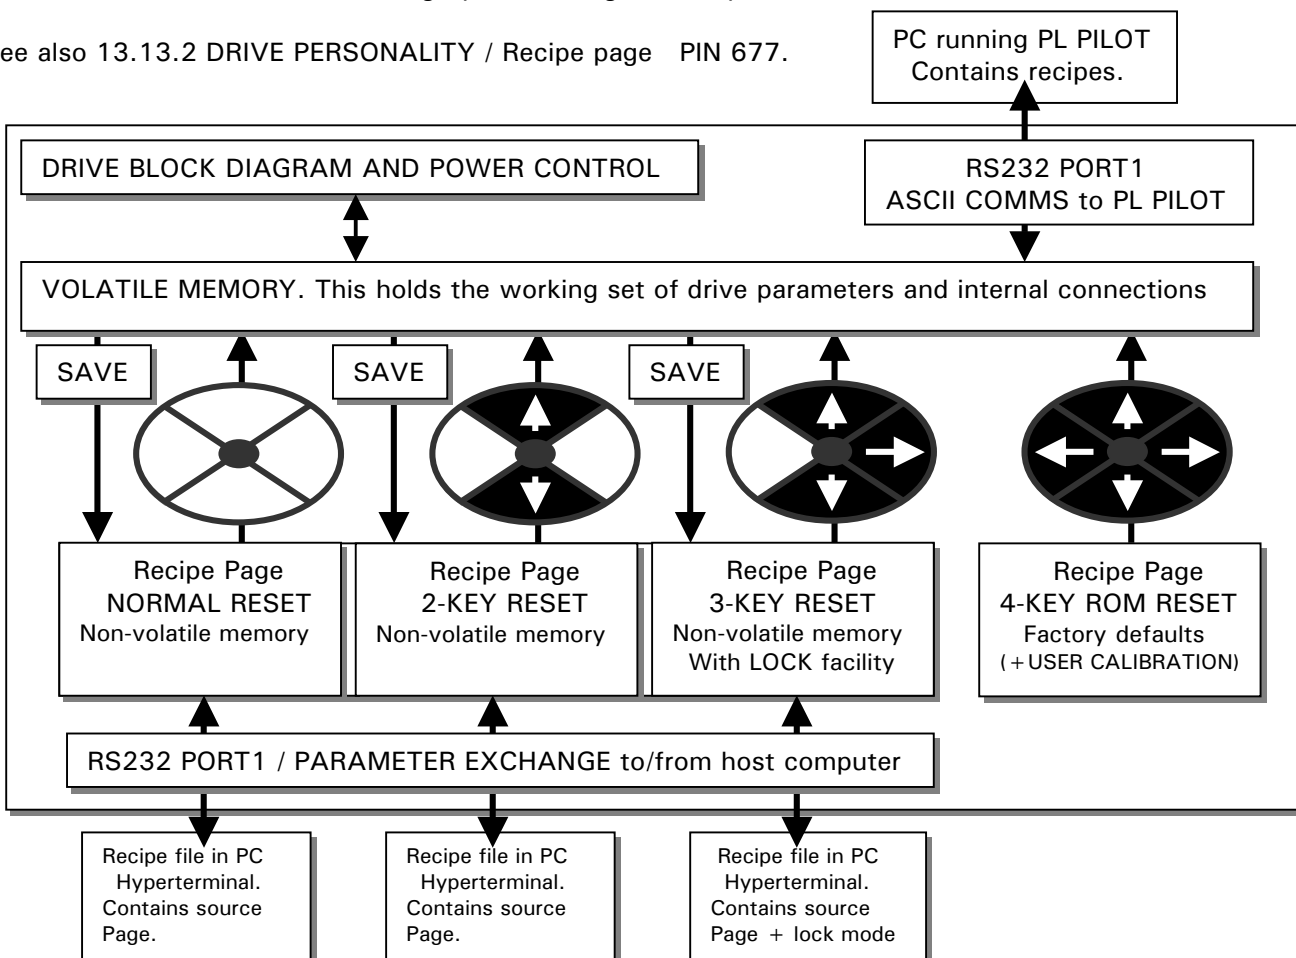 ee also 13.13.2 DRIVE PERSONALITY / Recipe page PIN 677.
PC running PL PILOT
Contains recipes.
DRIVE BLOCK DIAGRAM AND POWER CONTROL
RS232 PORT1
ASCII COMMS to PL PILOT
VOLATILE MEMORY. This holds the working set of drive parameters and internal connections
SAVE
SAVE
SAVE
Recipe Page
NORMAL RESET
Non-volatile memory
Recipe Page
2-KEY RESET
Non-volatile memory
Recipe Page
3-KEY RESET
Non-volatile memory
With LOCK facility
Recipe Page
4-KEY ROM RESET
Factory defaults
(+USER CALIBRATION)
RS232 PORT1 / PARAMETER EXCHANGE to/from host computer
Recipe file in PC
Hyperterminal.
Contains source
Page.
Recipe file in PC
Hyperterminal.
Contains source
Page.
Recipe file in PC
Hyperterminal.
Contains source
Page + lock mode